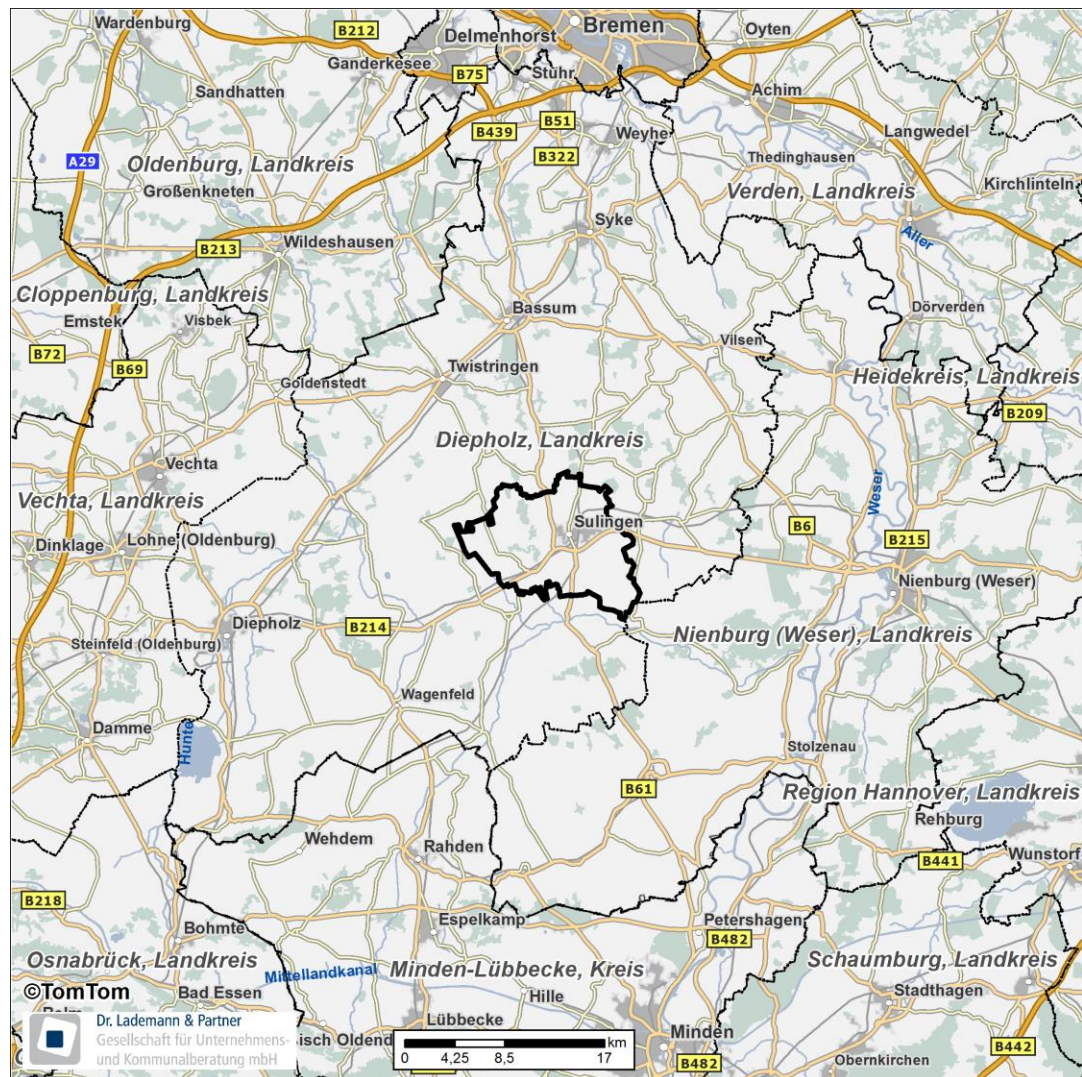 Wardenburg
B212
Delmenhorst
Bremen
Oyten
Ganderkesee
B75
Stuhr
Sandhatten
Achim
B439
B51
Weyhe
Langwedel
A29
Oldenburg, Landkreis
B322
Thedinghausen
Großenkneten
Verden, Landkreis
Kirchlinteln
Syke
B213
Wildeshausen
Aller
Cloppenburg, Landkreis
Emstek
Visbek
Bassum
Dörverden
B72
B69
Vilsen
Twistringen
Goldenstedt
Heidekreis, Landkreis
B209
Diepholz, Landkreis
Vechta
Weser
Vechta, Landkreis
Sulingen
B6
Dinklage
Lohne (Oldenburg)
B215
Nienburg (Weser)
Diepholz
B214
Steinfeld (Oldenburg)
Nienburg (Weser), Landkreis
Wagenfeld
Damme
Hunte
Stolzenau
B61
Region Hannover, Landkreis
Rehburg
Wehdem
Rahden
B441
Wunstorf
B218
Espelkamp
Petershagen
Bohmte
B482
Osnabrück, Landkreis
Mittellandkanal
Minden-Lübbecke, Kreis
Schaumburg, Landkreis
©TomTom
Bad Essen
Hille
Stadthagen
Dr. Lademann & Partner
Gesellschaft für Unternehmens-
und Kommunalberatung mbH
isch Oldend
Lübbecke
km
0 4,25 8,5 17
Minden
B482
Obernkirchen
B442